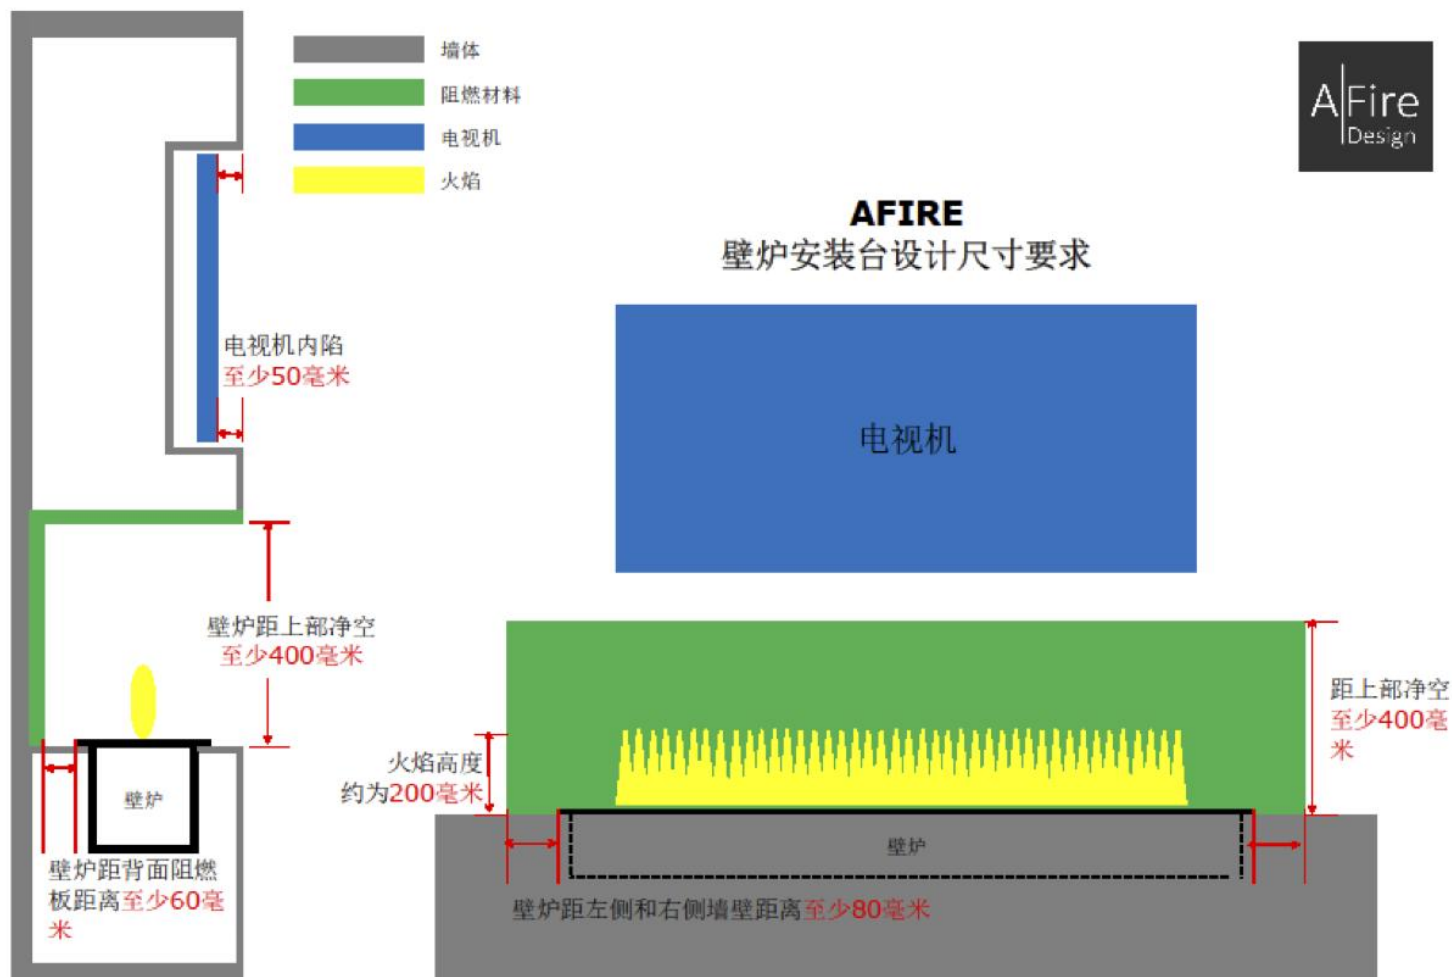 墙体
阻燃材料
电视机
火焰
A Fire
Design
AFIRE
壁炉安装台设计尺寸要求
电视机内陷
至少50毫米
电视机
壁炉距上部净空
至少400毫米
距上部净空
至少400毫
米
火焰高度
约为200毫米
壁炉
壁炉
壁炉距背面阻燃
板距离至少60毫
米
壁炉距左侧和右侧墙壁距离至少80毫米